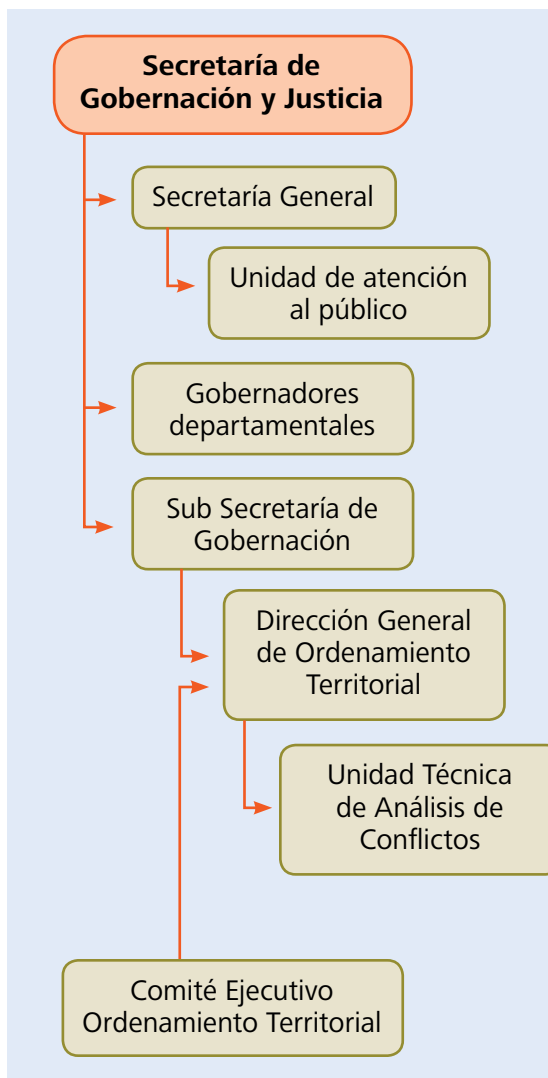 Secretaría de
Gobernación y Justicia
Secretaría General
Unidad de atención
al público
Gobernadores
departamentales
Sub Secretaría de
Gobernación
Dirección General
de Ordenamiento
Territorial
Unidad Técnica
de Análisis de
Conflictos
Comité Ejecutivo
Ordenamiento Territorial